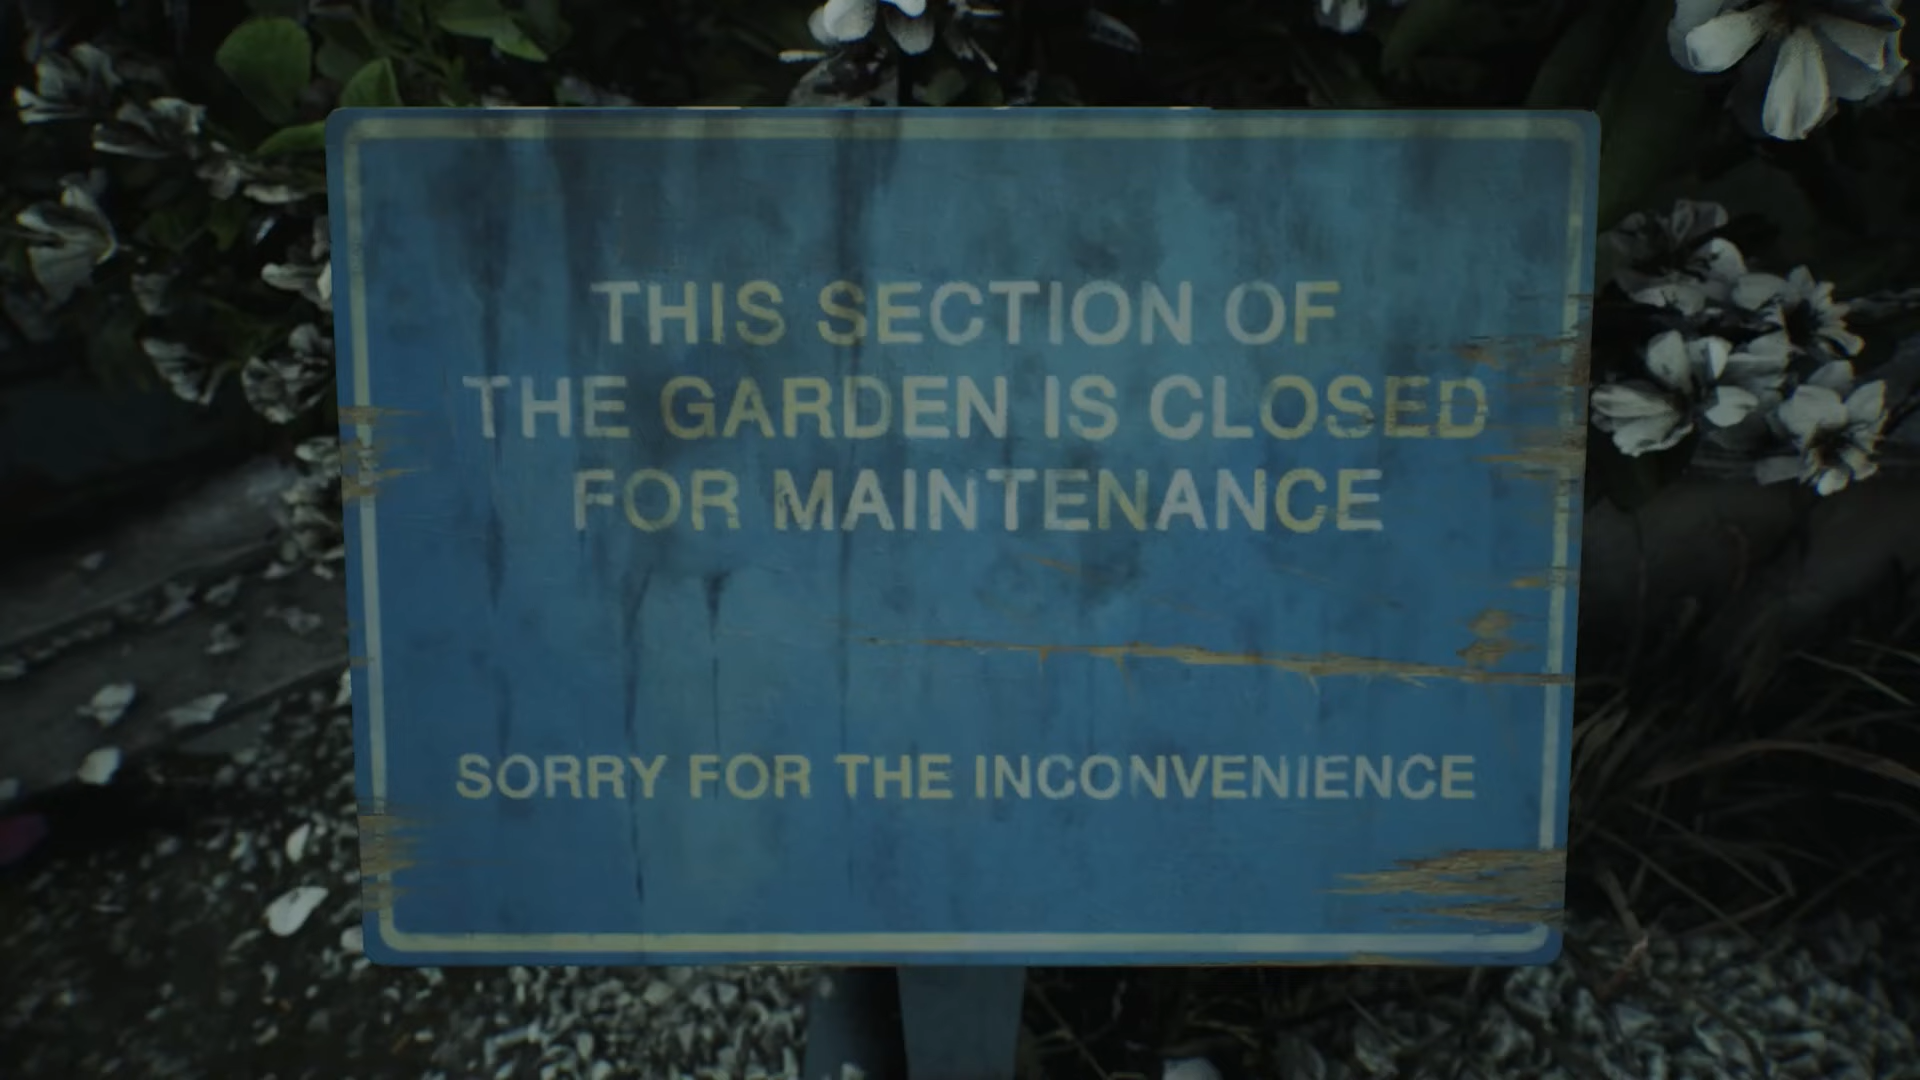 THIS SECTION OF
THE GARDEN IS CLOSED
FOR MAINTENANCE
SORRY FOR THE INCONVENIENCE